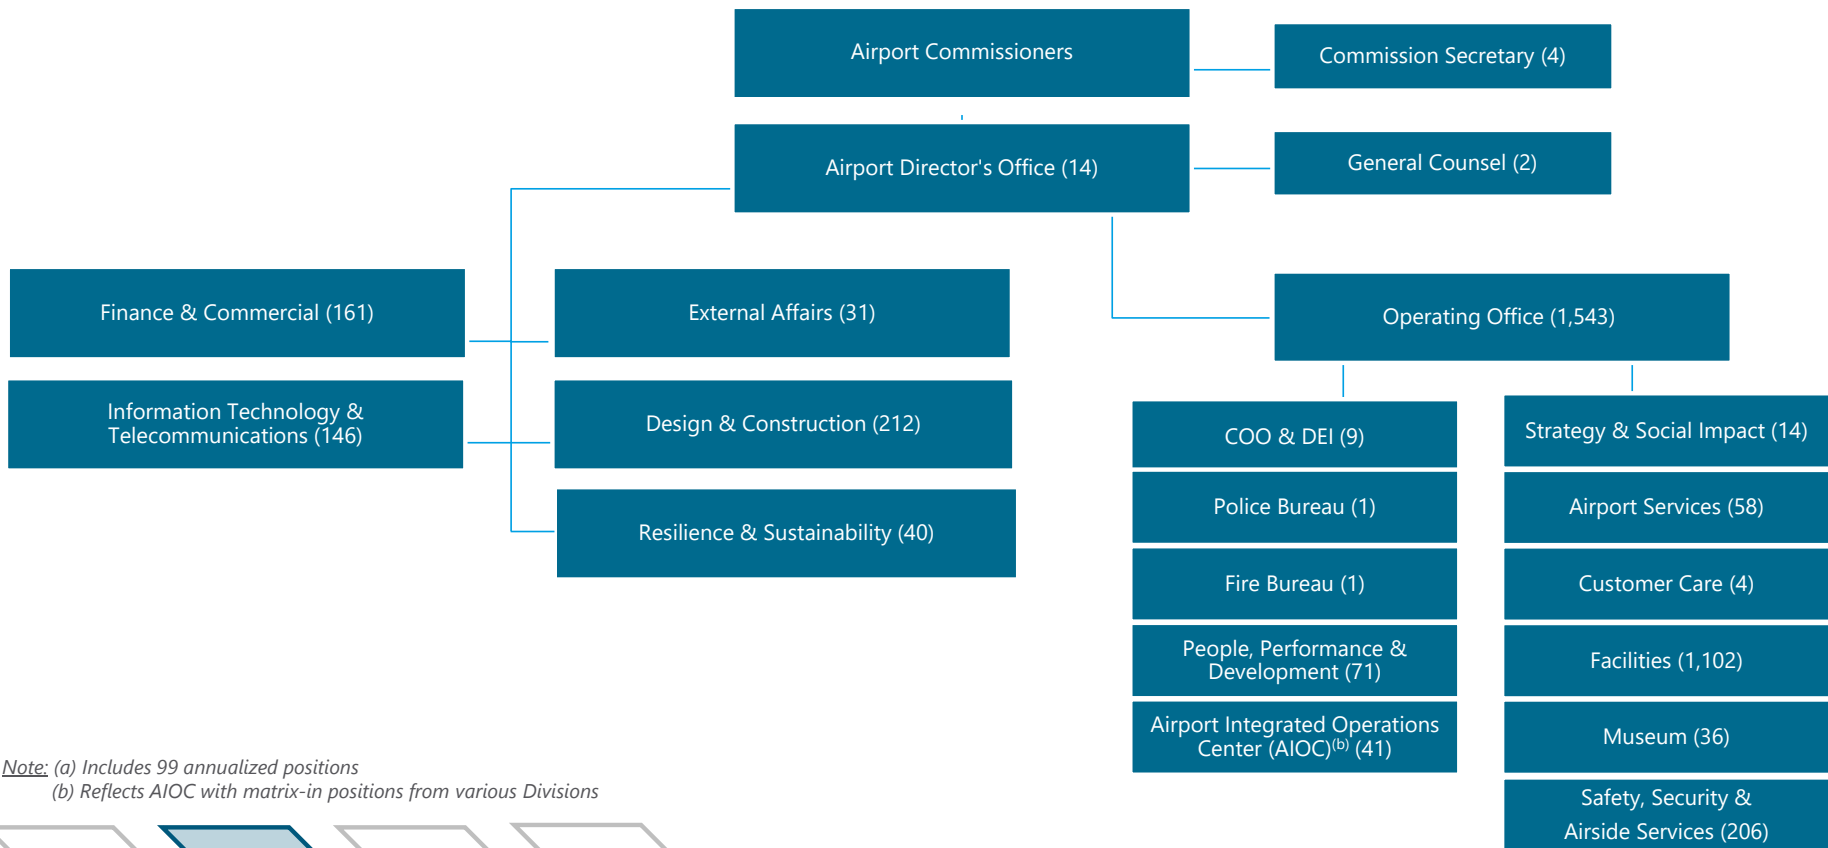 Airport Commissioners
Commission Secretary (4)
Airport Director's Office (14)
General Counsel (2)
Finance & Commercial (161)
External Affairs (31)
Operating Office (1,543)
Information Technology &
Telecommunications (146)
Design & Construction (212)
Resilience & Sustainability (40)
COO & DEI (9)
Police Bureau (1)
Fire Bureau (1)
People, Performance &
Development (71)
Airport Integrated Operations
Center (AIOC)(b) (41)
Strategy & Social Impact (14)
Airport Services (58)
Customer Care (4)
Facilities (1,102)
Museum (36)
Safety, Security &
Airside Services (206)
Note: (a) Includes 99 annualized positions
(b) Reflects AIOC with matrix-in positions from various Divisions